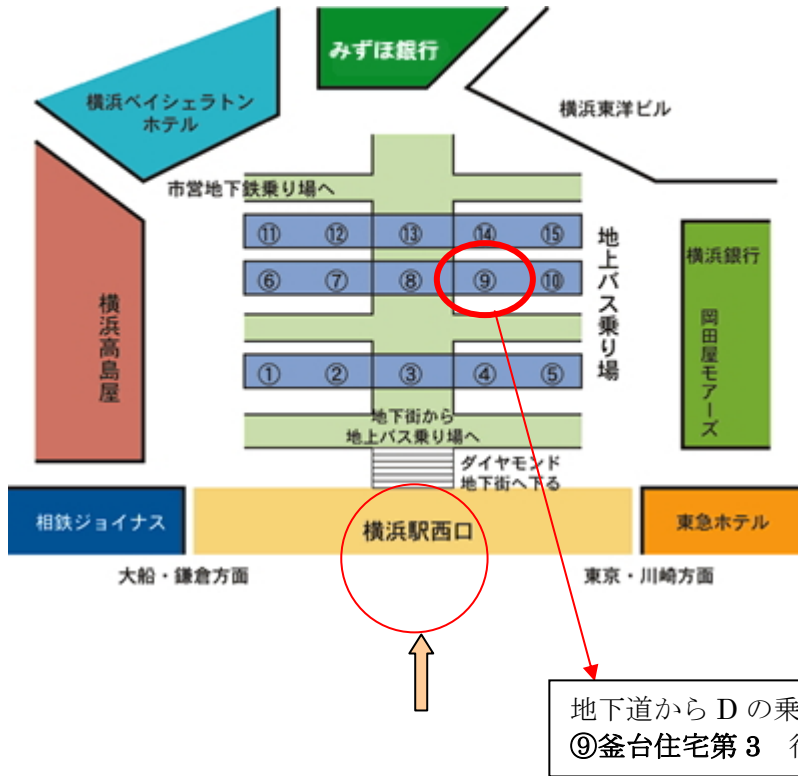 みずほ銀行
横浜ベイシェラトン
ホテル
横浜東洋ビル
市営地下鉄乗り場へ
⑪ ⑫ ⑬ ⑭ ⑮
⑥ ⑦ ⑧ ⑨ ⑩
① ② ③ ④ ⑤
地上バス乗り場
横浜高島屋
横浜銀行
岡田屋モアーズ
地下街から
地上バス乗り場へ
ダイヤモンド
地下街へ下る
相鉄ジョイナス
横浜駅西口
東急ホテル
大船・鎌倉方面
東京・川崎方面
地下道から D の乗
⑨釜台住宅第 3